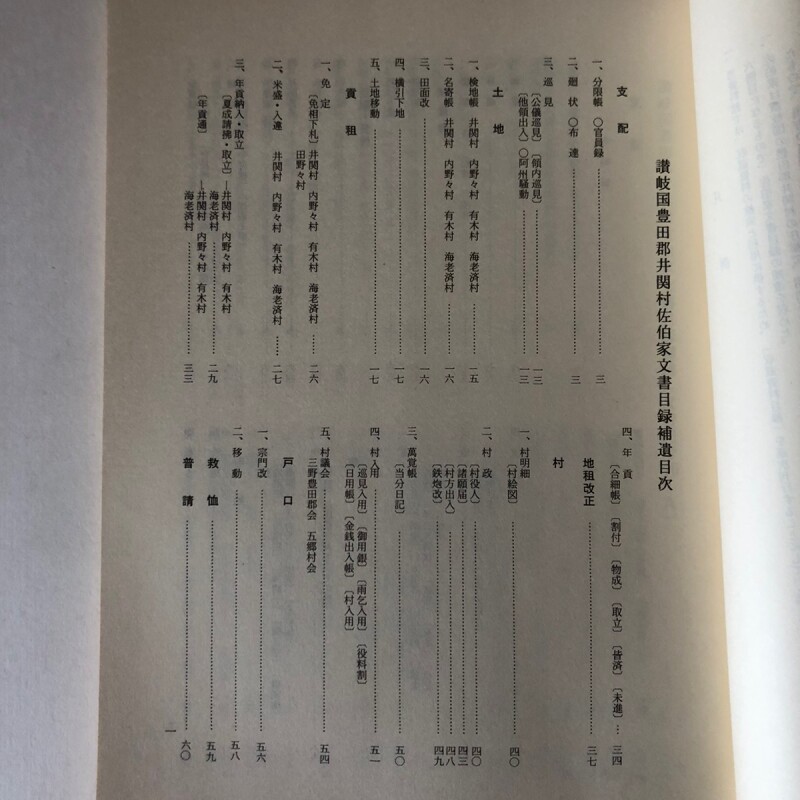 讃岐国豊田郡井関村佐伯家文書目録補遺目次
支配
一、分限帳 〇官員録……三
二、廻状 〇布達……三
三、巡見
〔公儀巡見〕〔領内巡見〕……一三
〔他領出入〕〇阿州騒動……一三
土地
一、検地帳 井関村 内野々村 有木村 海老済村……一五
二、名寄帳 井関村 内野々村 有木村 海老済村……一六
三、田面改……一六
四、横引下地……一七
五、土地移動……一七
貢租
一、免定
〔免相下札〕井関村 内野々村 有木村 海老済村……二六
田野々村
二、米盛・入違 井関村 内野々村 有木村 海老済村……二七
三、年貢納人・取立
〔夏成請拂・取立〕―井関村 内野々村 有木村
海老済村……二九
〔年貢通〕―井関村 内野々村 有木村
海老済村……三三
四、年貢
〔合細帳〕〔割付〕〔物成〕〔取立〕〔皆済〕〔未進〕…三四
地租改正……三七
村
一、村明細
〔村絵図〕……四〇
二、村政
〔村役人〕……四〇
〔諸願届〕……四三
〔村方出入〕……四八
〔鉄炮改〕……四九
三、萬覚帳
〔当分日記〕……五〇
四、村入用……五一
〔巡見入用〕〔御用銀〕〔雨乞入用〕〔役料割〕
〔日用帳〕〔金銭出入帳〕〔村入用〕
五、村議会……五四
三野豊田郡会 五郷村会
戸口
一、宗門改……五六
二、移動……五八
救恤……五九
普請……六〇
一